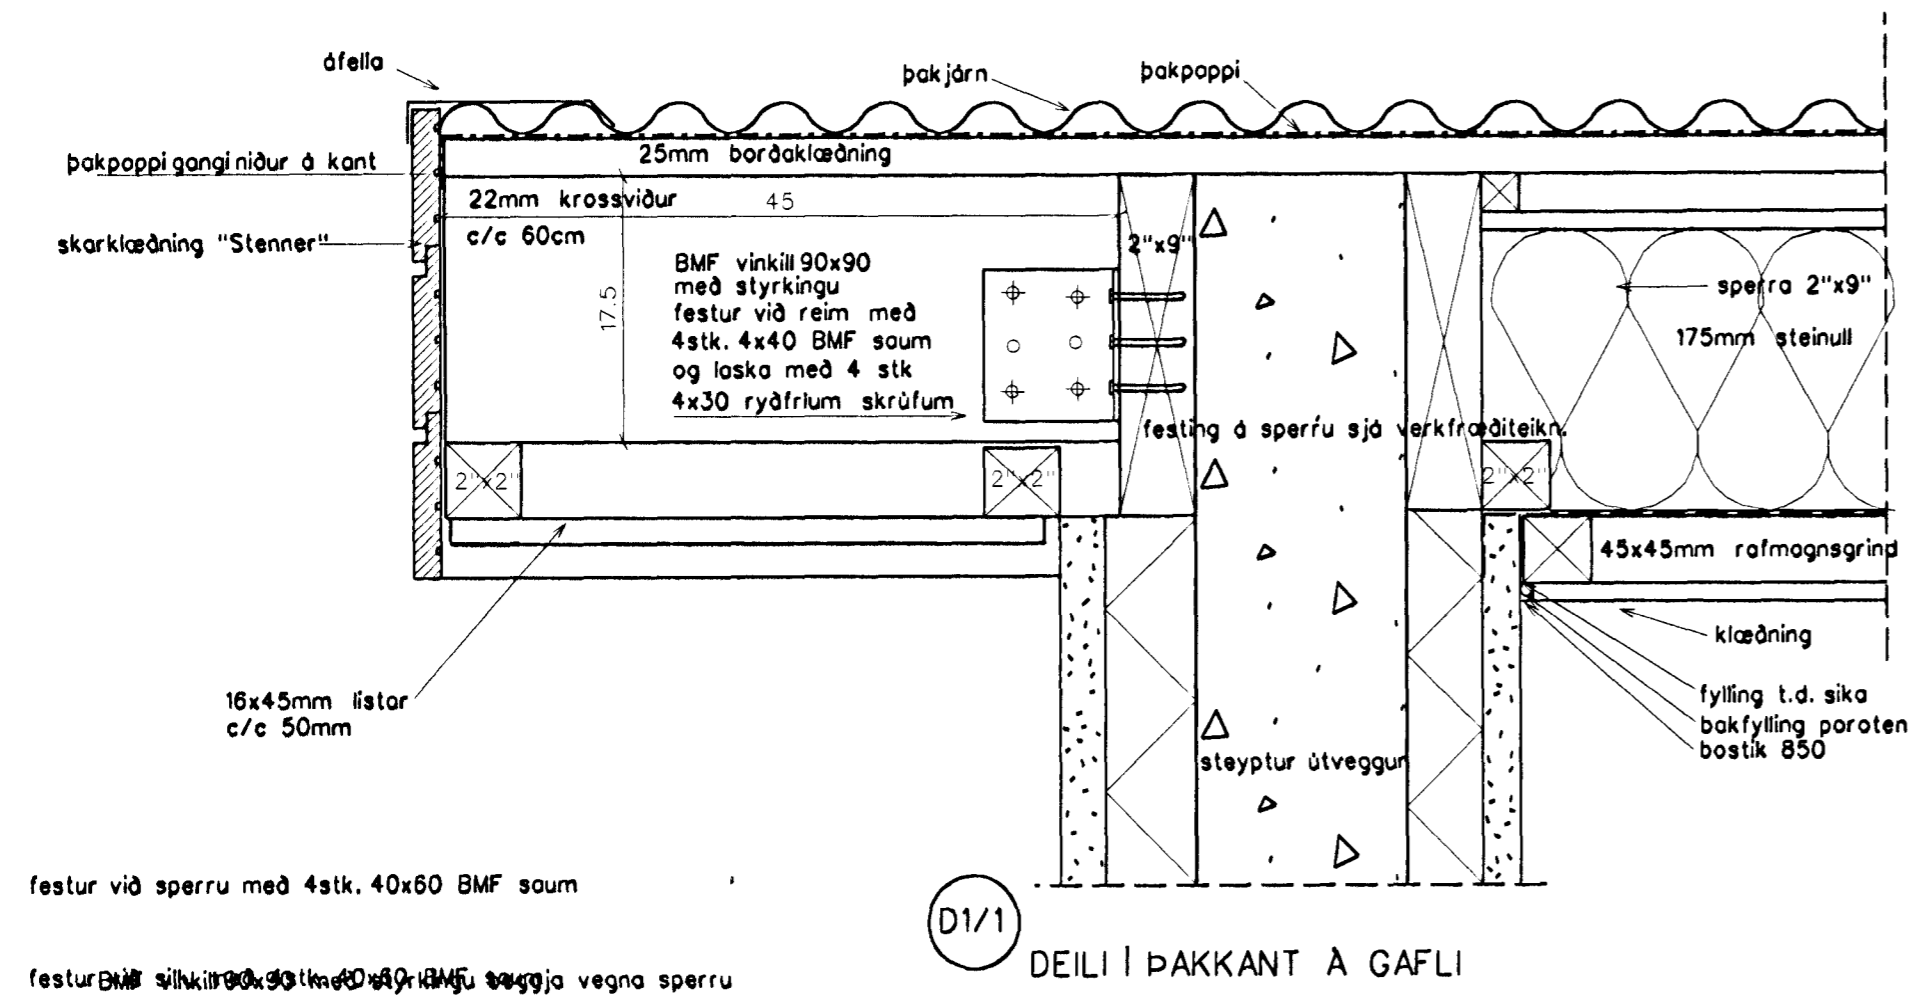 áfella
þakjárn
þakpappi
þakpappi gangi niður á kant
25mm borðaklæðning
22mm krossviður
45
c/c 60cm
skarklæðning "Stenner"
2"x9"
BMF vinkill 90x90
með styrkingu
festur við reim með
4stk. 4x40 BMF saum
og laska með 4 stk
4x30 ryðfríum skrúfum
17.5
sperra 2"x9"
175mm steinull
festing á sperru sjá verkfræðiteikn.
2"x2"
2"x2"
2"x2"
45x45mm rafmagnsgrind
klæðning
16x45mm listar
c/c 50mm
fylling t.d. sika
bakfylling poroten
bostik 850
steyptur útveggur
festur við sperru með 4stk. 40x60 BMF saum
D1/1
DEILI Í ÞAKKANT Á GAFLI
vegna sperru